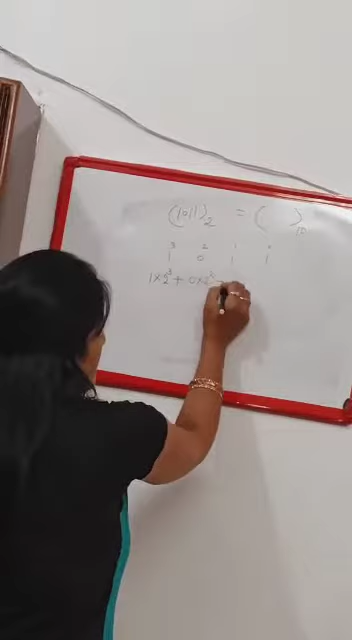 (1011)₂ = ( )₁₀
3 2 1 0
1 0 1 1
1×2³ + 0×2²